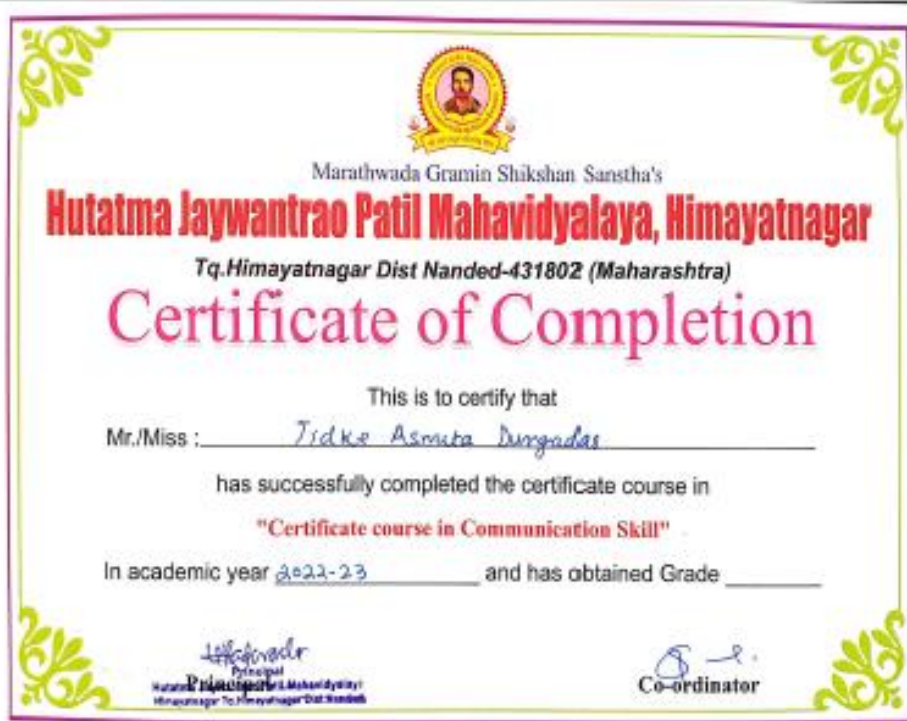 Marathwada Gramin Shikshan Sanstha's
Hutatma Jaywantrao Patil Mahavidyalaya, Himayatnagar
Tq.Himayatnagar Dist Nanded-431802 (Maharashtra)
Certificate of Completion
This is to certify that
Mr./Miss : Tidke Asmita Durgadas
has successfully completed the certificate course in
"Certificate course in Communication Skill"
In academic year 2022-23 and has obtained Grade
Principal
Principal Co-ordinator